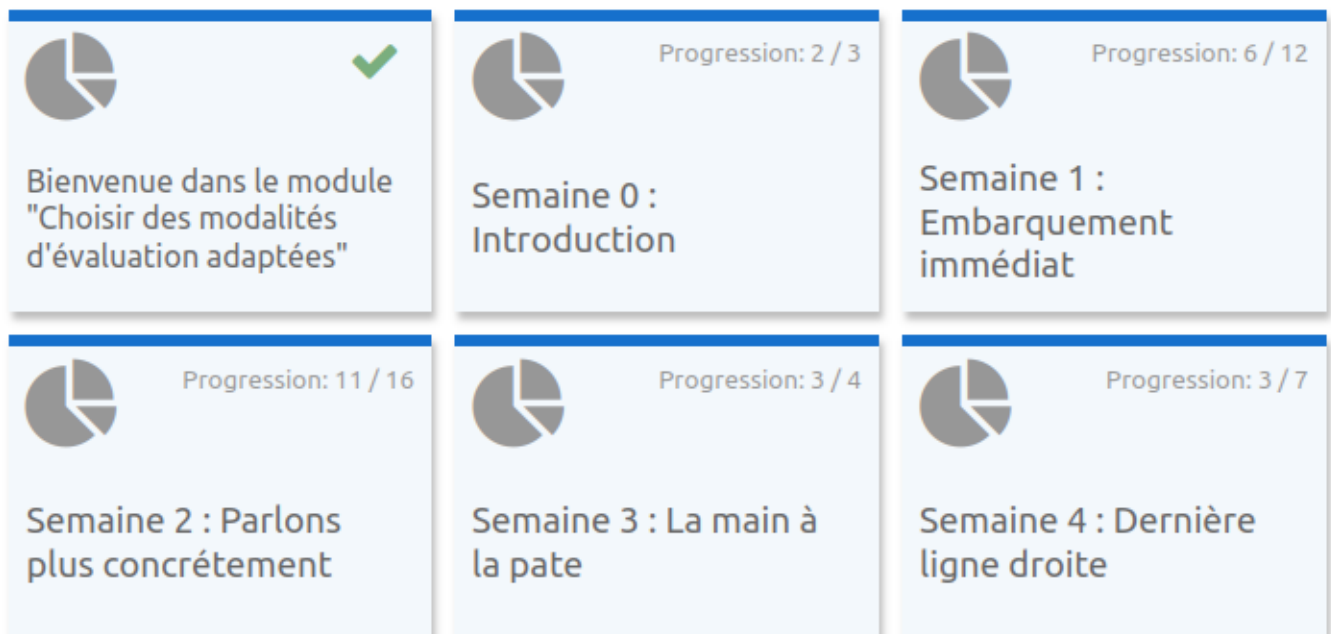 Bienvenue dans le module
"Choisir des modalités
d'évaluation adaptées"
Progression: 2 / 3
Semaine 0 :
Introduction
Progression: 6 / 12
Semaine 1 :
Embarquement
immédiat
Progression: 11 / 16
Semaine 2 : Parlons
plus concrétement
Progression: 3 / 4
Semaine 3 : La main à
la pate
Progression: 3 / 7
Semaine 4 : Dernière
ligne droite